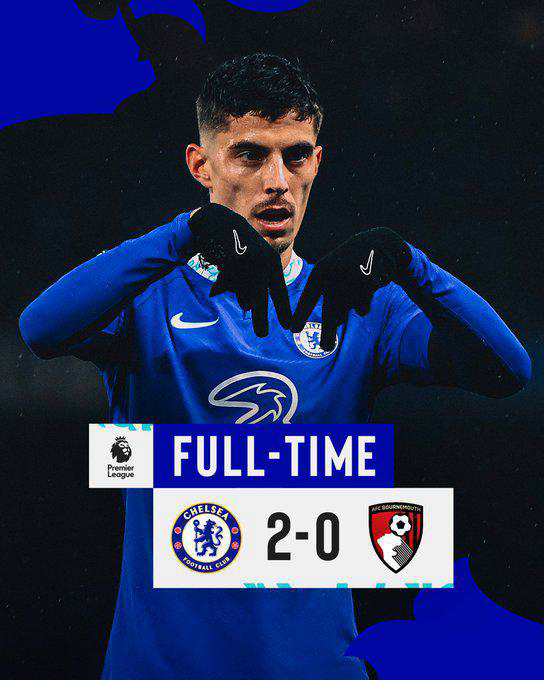 Premier
League
FULL-TIME
CHELSEA
FOOTBALL CLUB
2-0
AFC BOURNEMOUTH